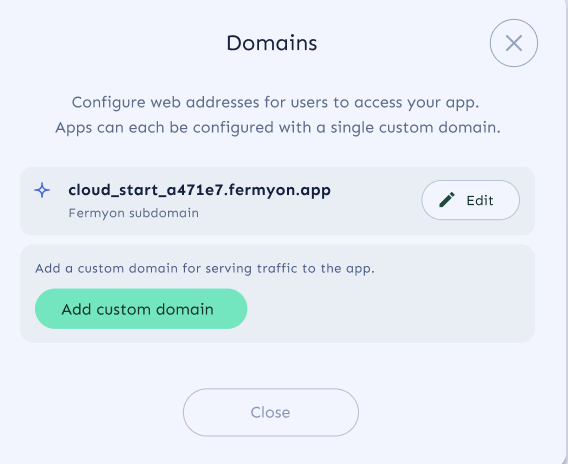 Domains
Configure web addresses for users to access your app.
Apps can each be configured with a single custom domain.
cloud_start_a471e7.fermyon.app
Fermyon subdomain
Edit
Add a custom domain for serving traffic to the app.
Add custom domain
Close